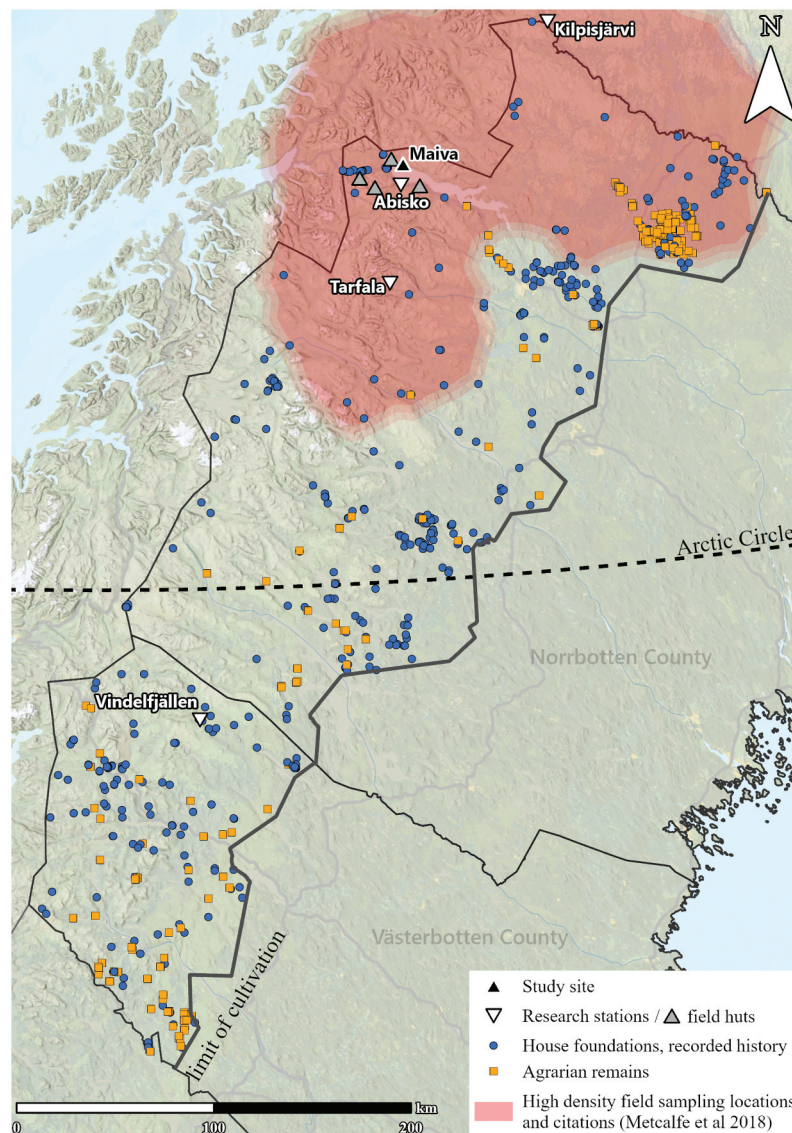 Kilpisjärvi
N
Maiva
Abisko
Tarfala
Arctic Circle
Norrbotten County
Vindelfjällen
Västerbotten County
limit of cultivation
Study site
Research stations / field huts
House foundations, recorded history
Agrarian remains
High density field sampling locations
and citations (Metcalfe et al 2018)
km
0 100 200